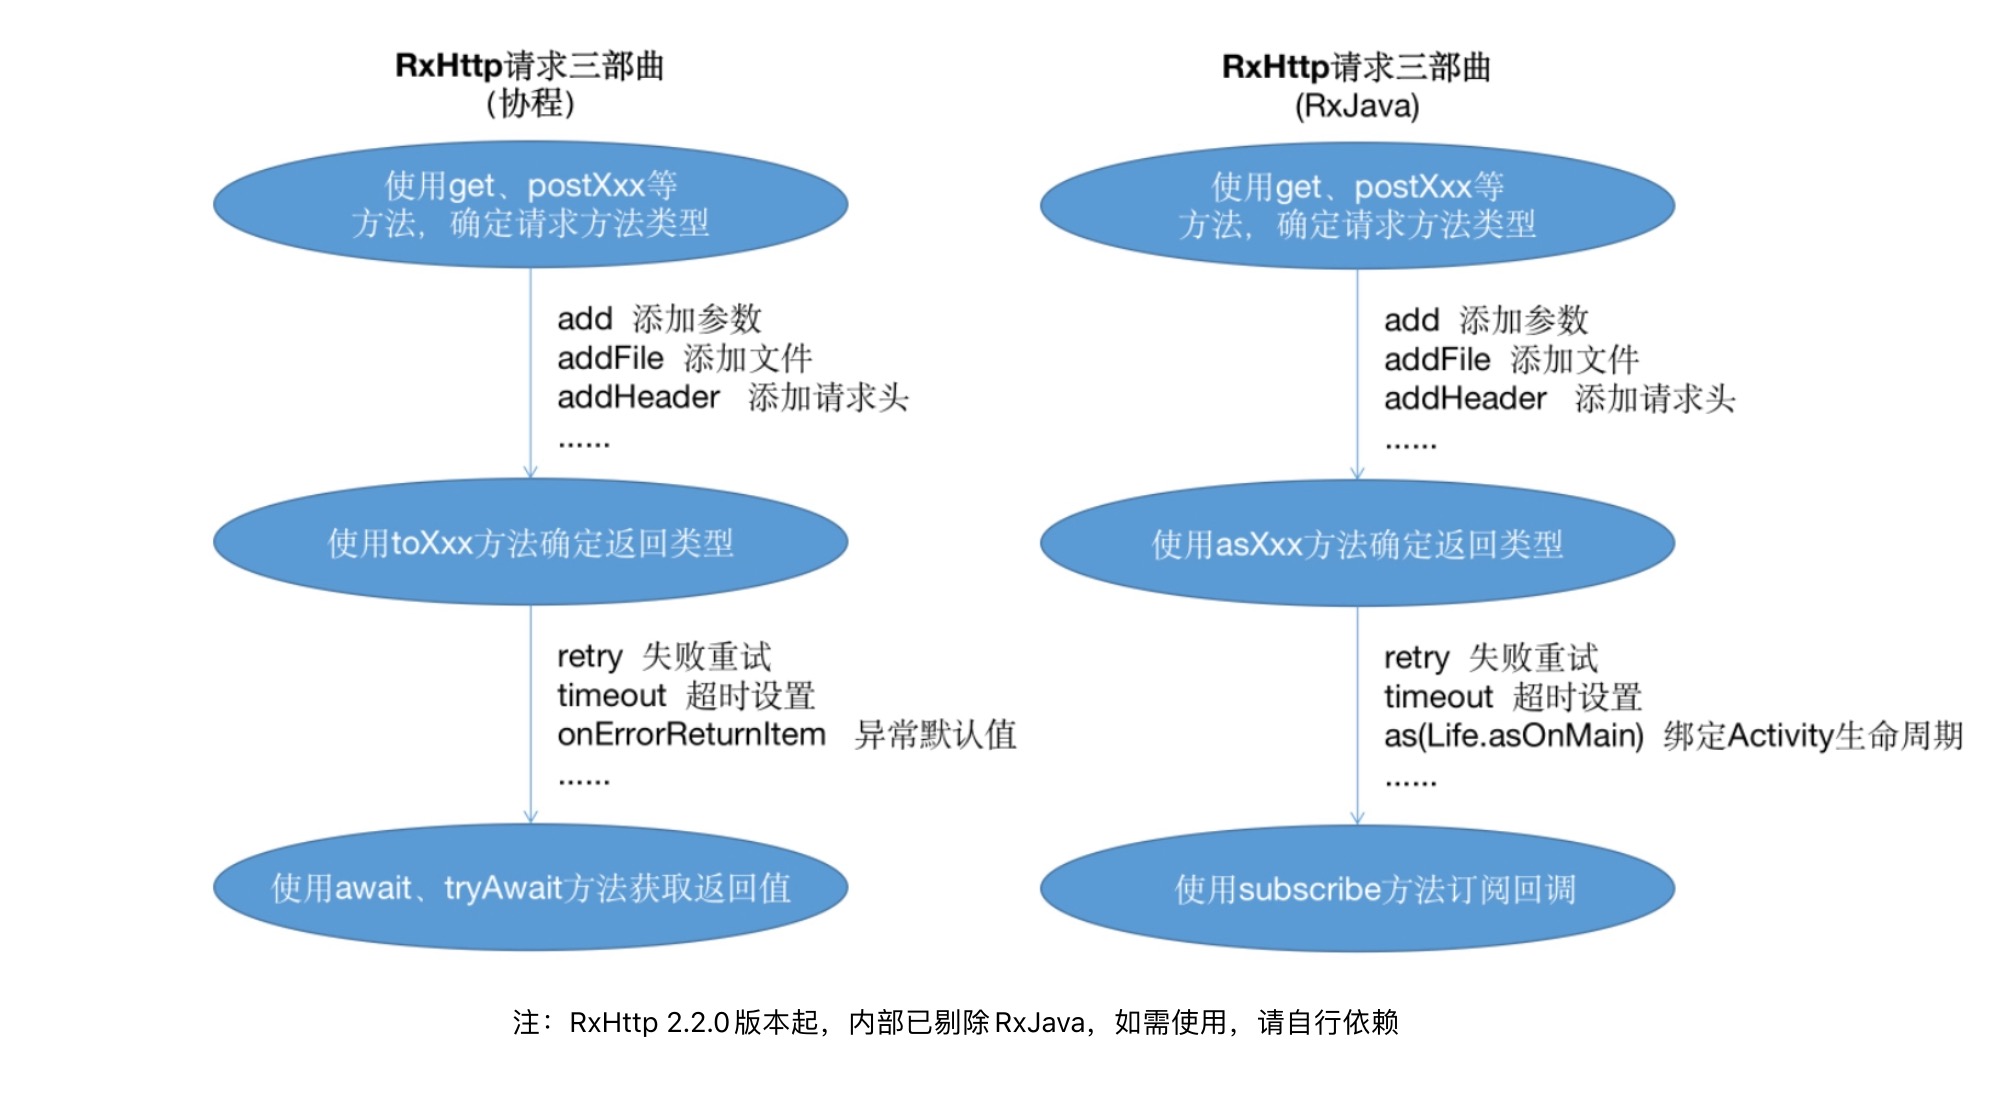 RxHttp请求三部曲
(协程)
使用get、postXxx等
方法，确定请求方法类型
add 添加参数
addFile 添加文件
addHeader 添加请求头
......
使用toXxx方法确定返回类型
retry 失败重试
timeout 超时设置
onErrorReturnItem 异常默认值
......
使用await、tryAwait方法获取返回值
RxHttp请求三部曲
(RxJava)
使用get、postXxx等
方法，确定请求方法类型
add 添加参数
addFile 添加文件
addHeader 添加请求头
......
使用asXxx方法确定返回类型
retry 失败重试
timeout 超时设置
as(Life.asOnMain) 绑定Activity生命周期
......
使用subscribe方法订阅回调
注：RxHttp 2.2.0版本起，内部已剔除RxJava，如需使用，请自行依赖